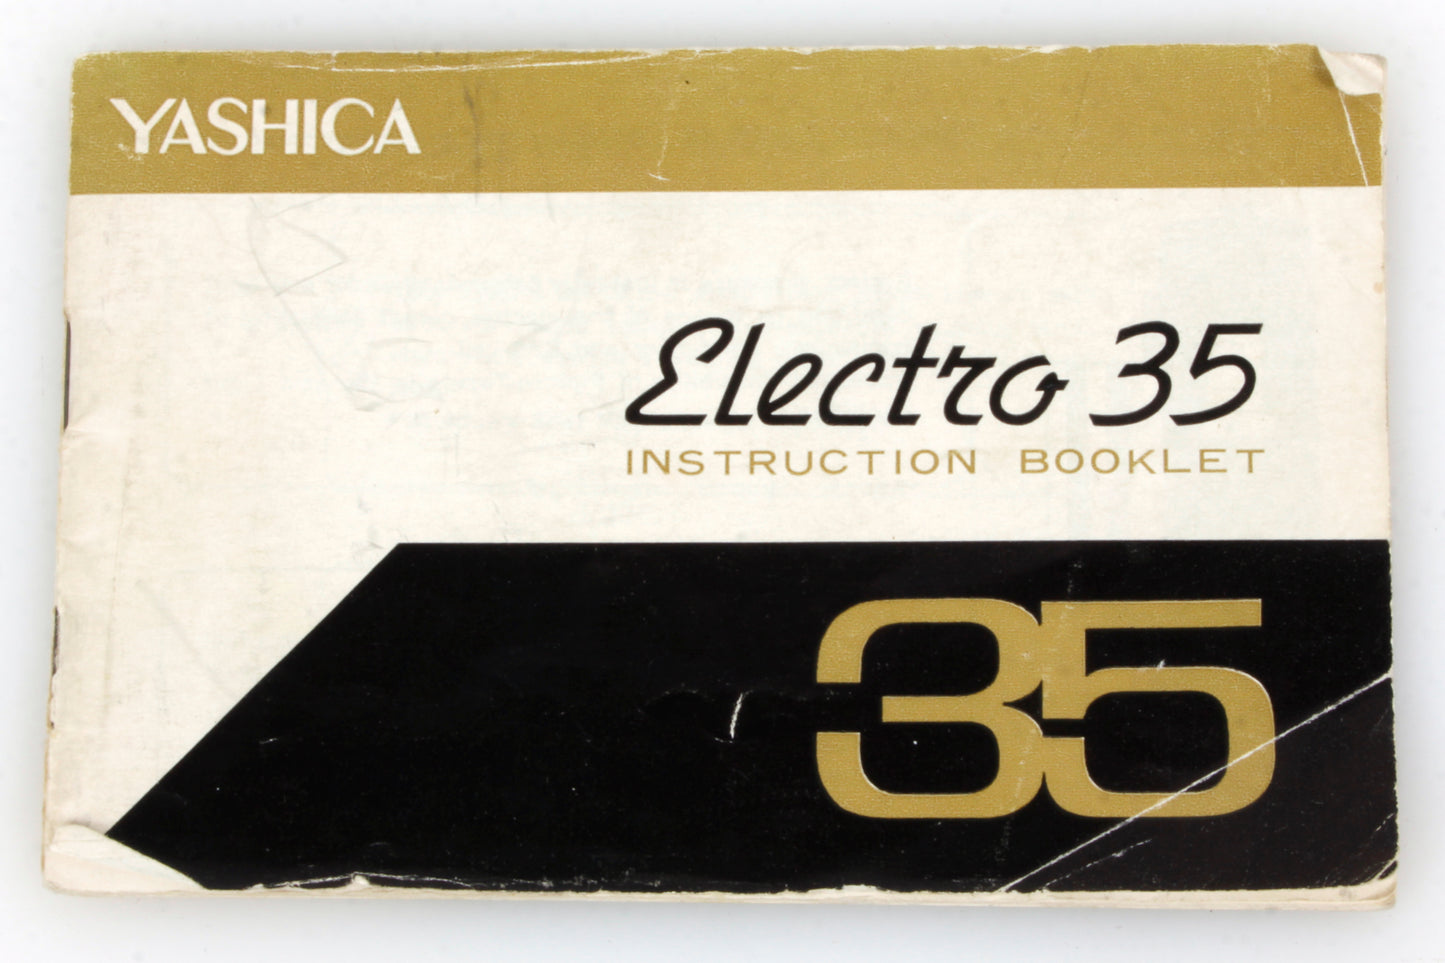 YASHICA
Electro 35
INSTRUCTION BOOKLET
35